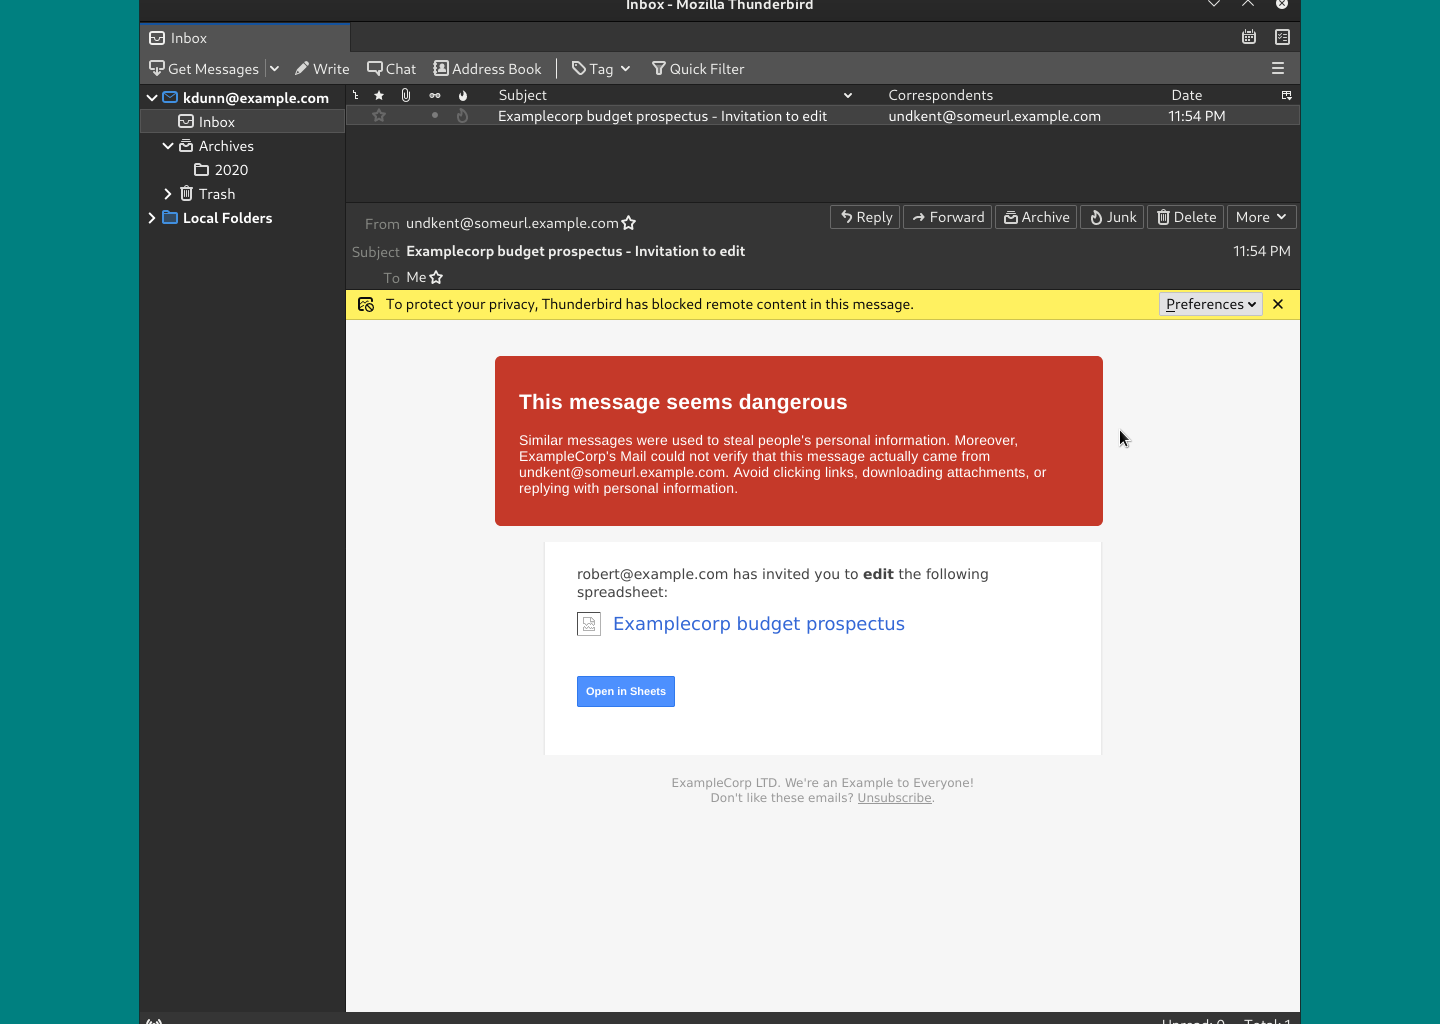 Inbox - Mozilla Thunderbird
Inbox
Get Messages Write Chat Address Book Tag Quick Filter
kdunn@example.com
Inbox
Archives
2020
Trash
Local Folders
Subject Correspondents Date
Examplecorp budget prospectus - Invitation to edit undkent@someurl.example.com 11:54 PM
From undkent@someurl.example.com Reply Forward Archive Junk Delete More
Subject Examplecorp budget prospectus - Invitation to edit 11:54 PM
To Me
To protect your privacy, Thunderbird has blocked remote content in this message. Preferences
This message seems dangerous
Similar messages were used to steal people's personal information. Moreover,
ExampleCorp's Mail could not verify that this message actually came from
undkent@someurl.example.com. Avoid clicking links, downloading attachments, or
replying with personal information.
robert@example.com has invited you to edit the following
spreadsheet:
Examplecorp budget prospectus
Open in Sheets
ExampleCorp LTD. We're an Example to Everyone!
Don't like these emails? Unsubscribe.
Unread: 0 Total: 1